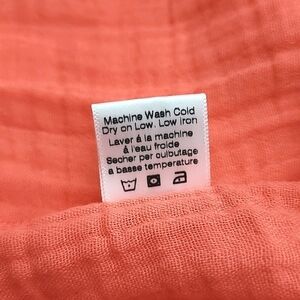 Machine Wash Cold
Dry on Low. Low iron
Laver á la machine
á l'eau froide
Secher per culbutage
a basse temperature